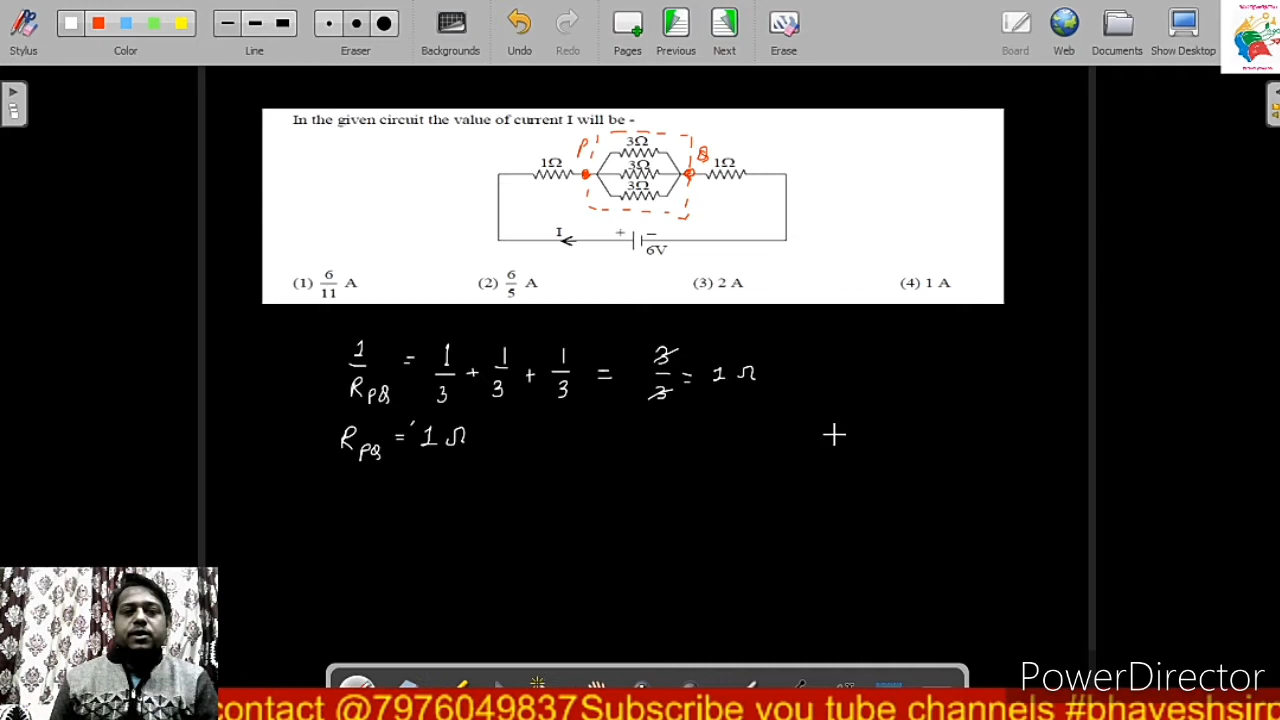 Stylus Color Line Eraser Backgrounds Undo Redo Pages Previous Next Erase Board Web Documents Show Desktop
In the given circuit the value of current I will be -
P
3Ω
Q
1Ω 3Ω 1Ω
3Ω
I + −
6V
(1) 6/11 A (2) 6/5 A (3) 2 A (4) 1 A
1/R_PQ = 1/3 + 1/3 + 1/3 = 3/3 = 1 Ω
R_PQ = 1 Ω
PowerDirector
contact @7976049837Subscribe you tube channels #bhaveshsirp